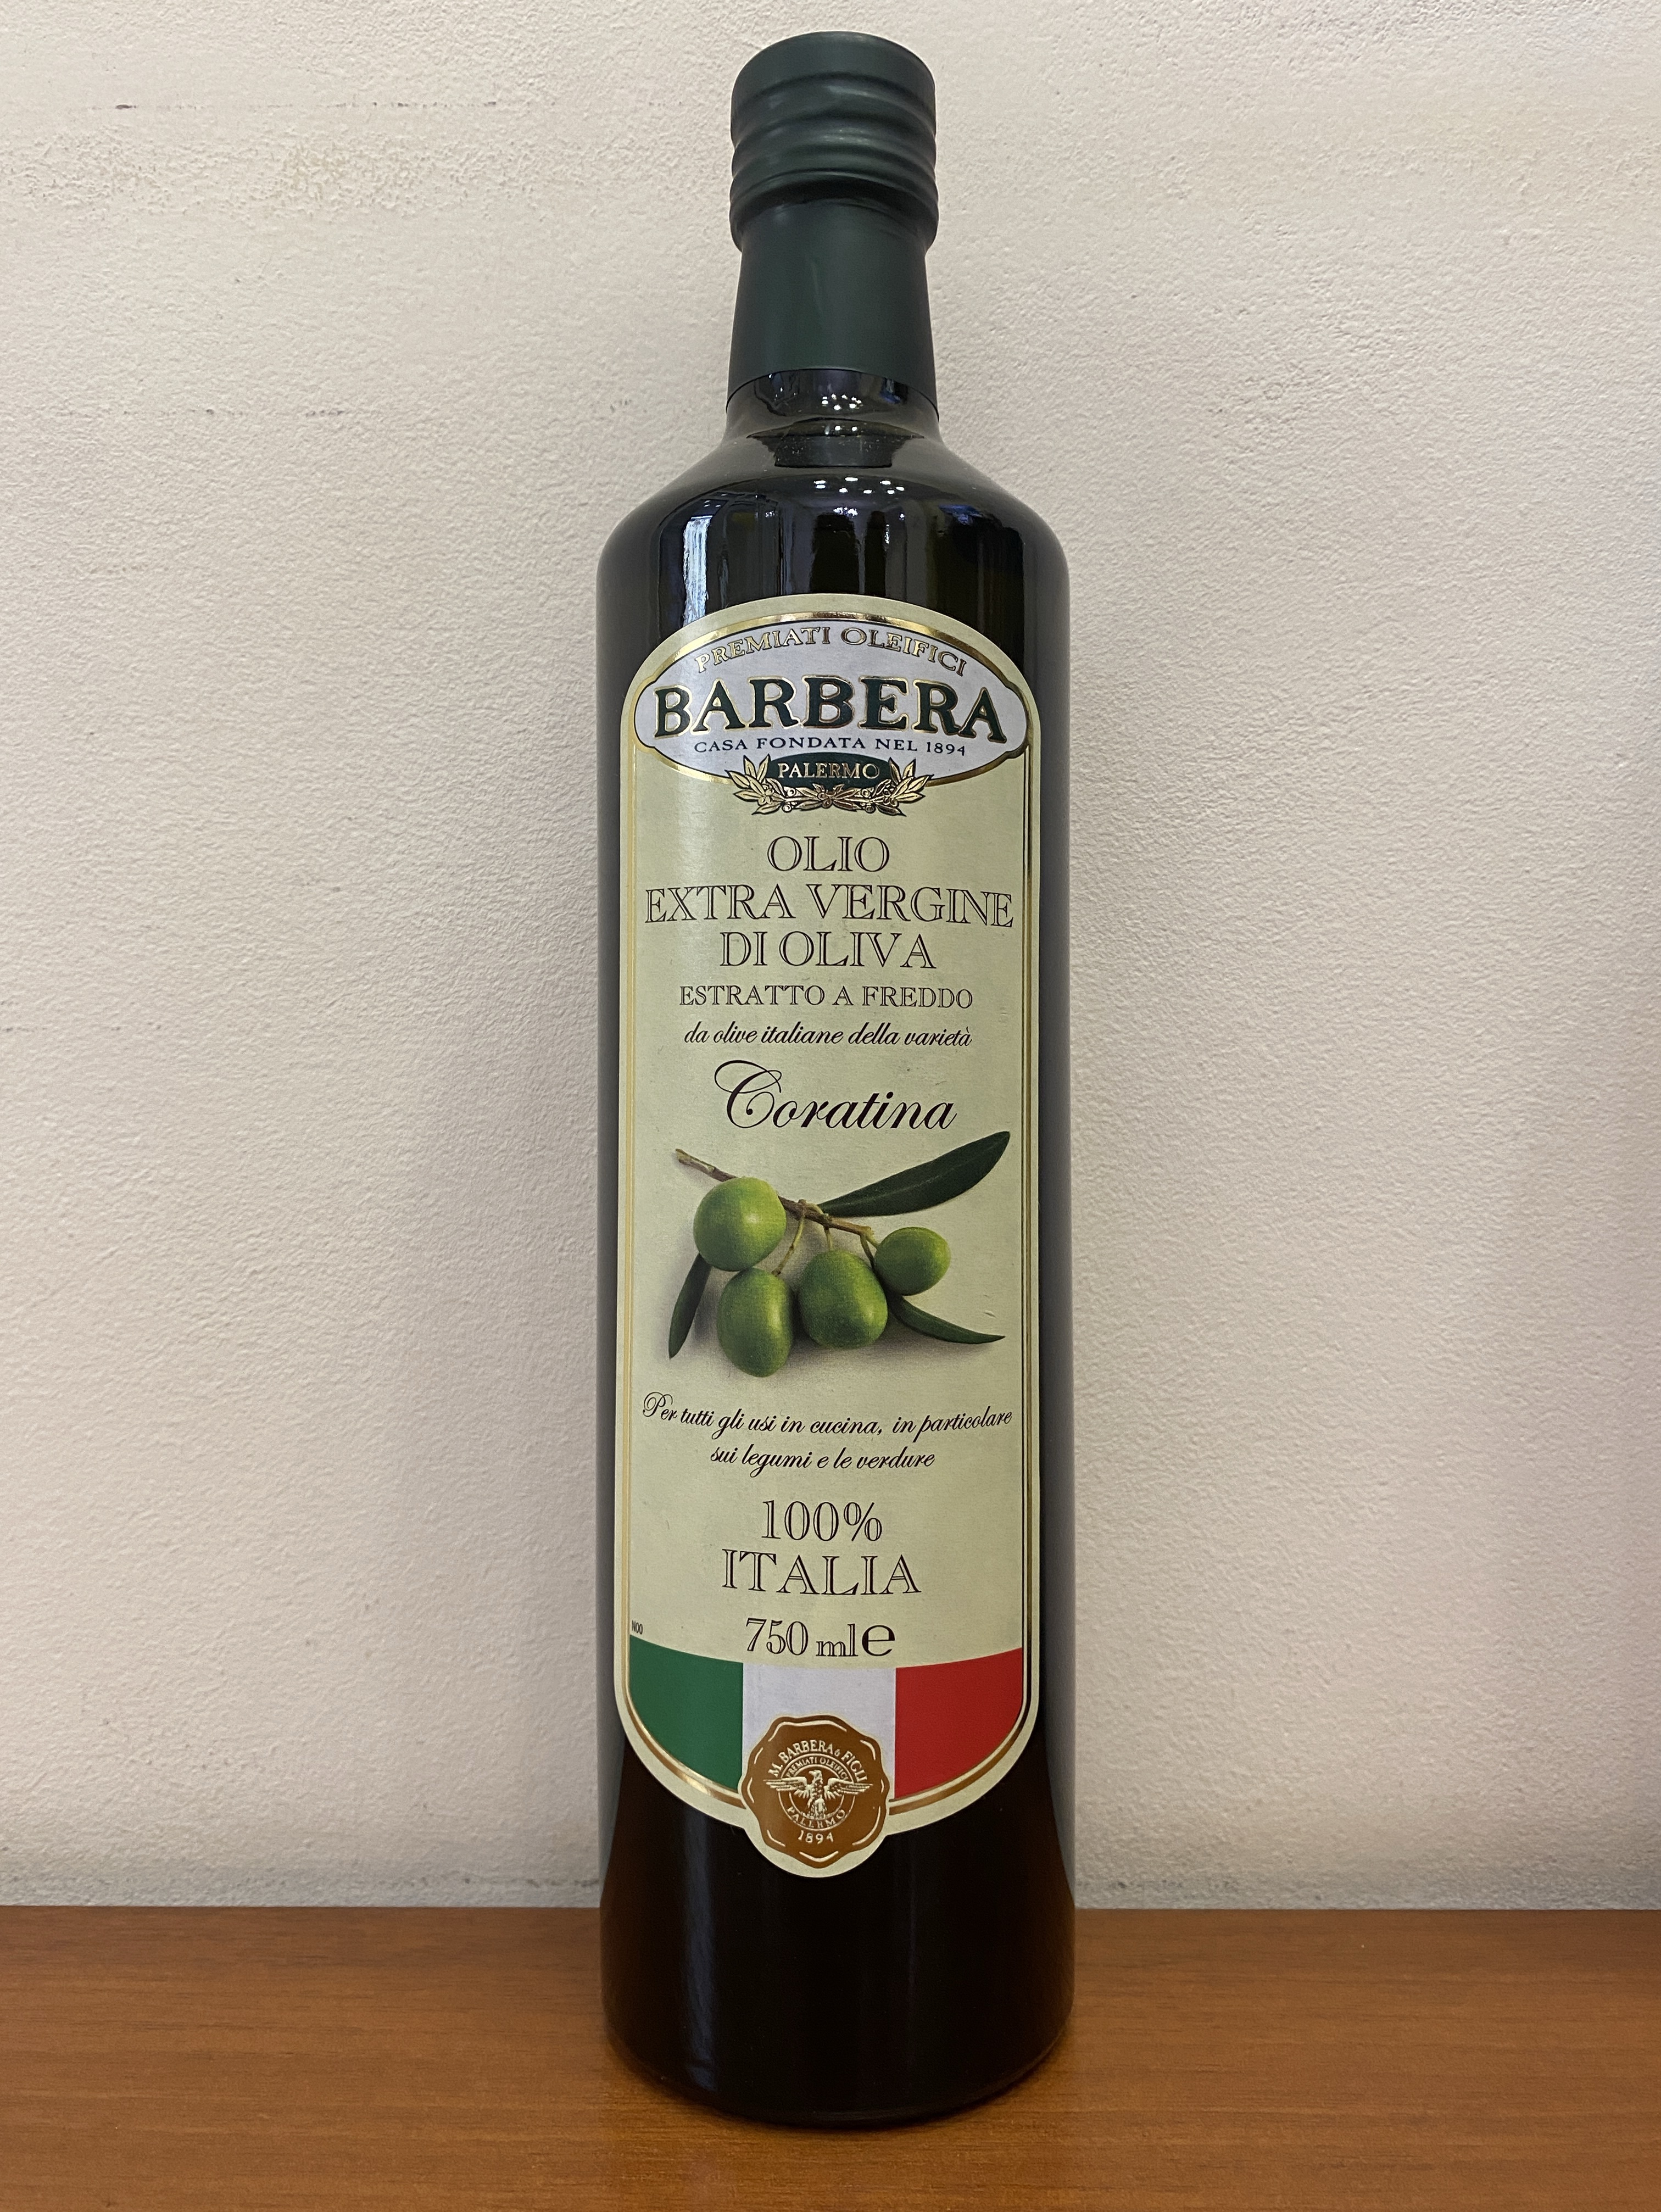 PREMIATI OLEIFICI
BARBERA
CASA FONDATA NEL 1894
PALERMO
OLIO
EXTRA VERGINE
DI OLIVA
ESTRATTO A FREDDO
da olive italiane della varietà
Coratina
Per tutti gli usi in cucina, in particolare
sui legumi e le verdure
100%
ITALIA
750 ml e
N00
M. BARBERA & FIGLI
PREMIATI OLEIFICI
PALERMO
1894